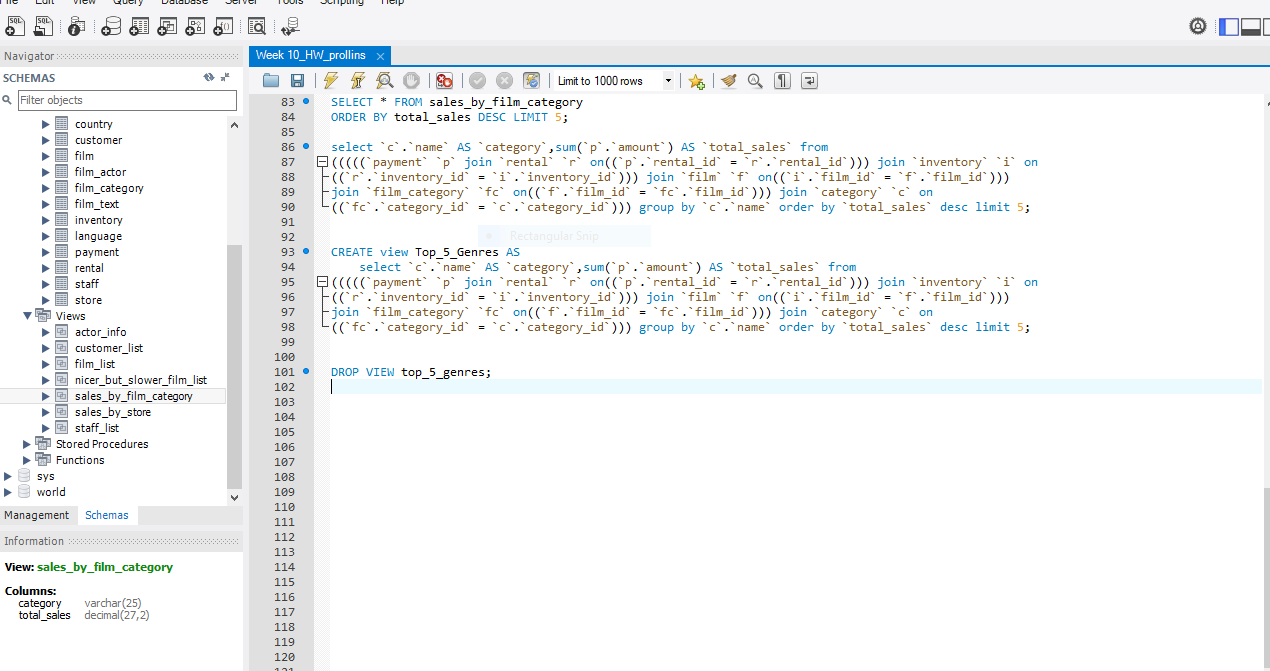 File Edit View Query Database Server Tools Scripting Help
Navigator
SCHEMAS
Filter objects
country
customer
film
film_actor
film_category
film_text
inventory
language
payment
rental
staff
store
Views
actor_info
customer_list
film_list
nicer_but_slower_film_list
sales_by_film_category
sales_by_store
staff_list
Stored Procedures
Functions
sys
world
Management Schemas
Information
View: sales_by_film_category
Columns:
category varchar(25)
total_sales decimal(27,2)
Week 10_HW_prollins
Limit to 1000 rows
83 SELECT * FROM sales_by_film_category
84 ORDER BY total_sales DESC LIMIT 5;
85
86 select `c`.`name` AS `category`,sum(`p`.`amount`) AS `total_sales` from
87 (((((`payment` `p` join `rental` `r` on((`p`.`rental_id` = `r`.`rental_id`))) join `inventory` `i` on
88 ((`r`.`inventory_id` = `i`.`inventory_id`))) join `film` `f` on((`i`.`film_id` = `f`.`film_id`)))
89 join `film_category` `fc` on((`f`.`film_id` = `fc`.`film_id`))) join `category` `c` on
90 ((`fc`.`category_id` = `c`.`category_id`))) group by `c`.`name` order by `total_sales` desc limit 5;
91
92
Rectangular Snip
93 CREATE view Top_5_Genres AS
94 select `c`.`name` AS `category`,sum(`p`.`amount`) AS `total_sales` from
95 (((((`payment` `p` join `rental` `r` on((`p`.`rental_id` = `r`.`rental_id`))) join `inventory` `i` on
96 ((`r`.`inventory_id` = `i`.`inventory_id`))) join `film` `f` on((`i`.`film_id` = `f`.`film_id`)))
97 join `film_category` `fc` on((`f`.`film_id` = `fc`.`film_id`))) join `category` `c` on
98 ((`fc`.`category_id` = `c`.`category_id`))) group by `c`.`name` order by `total_sales` desc limit 5;
99
100
101 DROP VIEW top_5_genres;
102
103
104
105
106
107
108
109
110
111
112
113
114
115
116
117
118
119
120